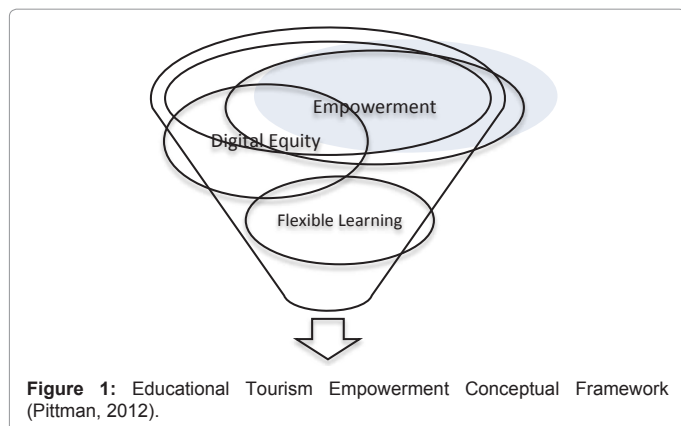 Empowerment
Digital Equity
Flexible Learning
Figure 1: Educational Tourism Empowerment Conceptual Framework
(Pittman, 2012).